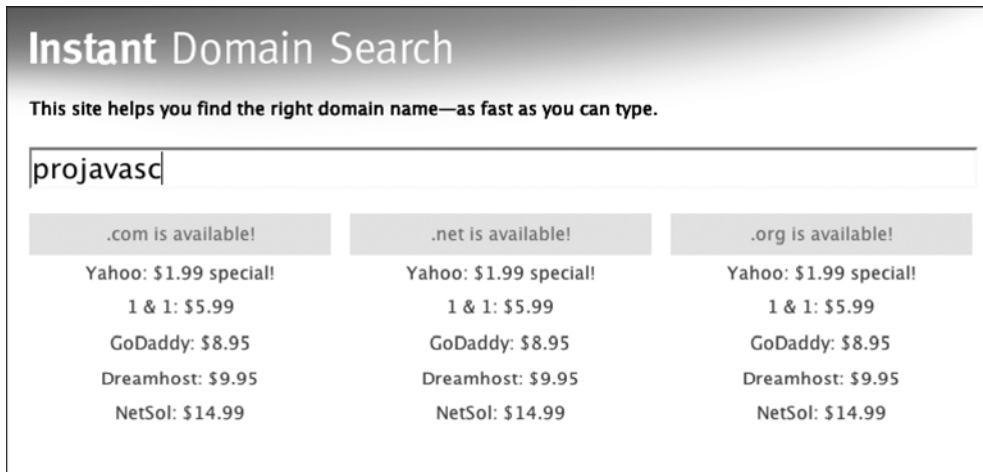 Instant Domain Search
This site helps you find the right domain name—as fast as you can type.
projavasc
.com is available! .net is available! .org is available!
Yahoo: $1.99 special! Yahoo: $1.99 special! Yahoo: $1.99 special!
1 & 1: $5.99 1 & 1: $5.99 1 & 1: $5.99
GoDaddy: $8.95 GoDaddy: $8.95 GoDaddy: $8.95
Dreamhost: $9.95 Dreamhost: $9.95 Dreamhost: $9.95
NetSol: $14.99 NetSol: $14.99 NetSol: $14.99